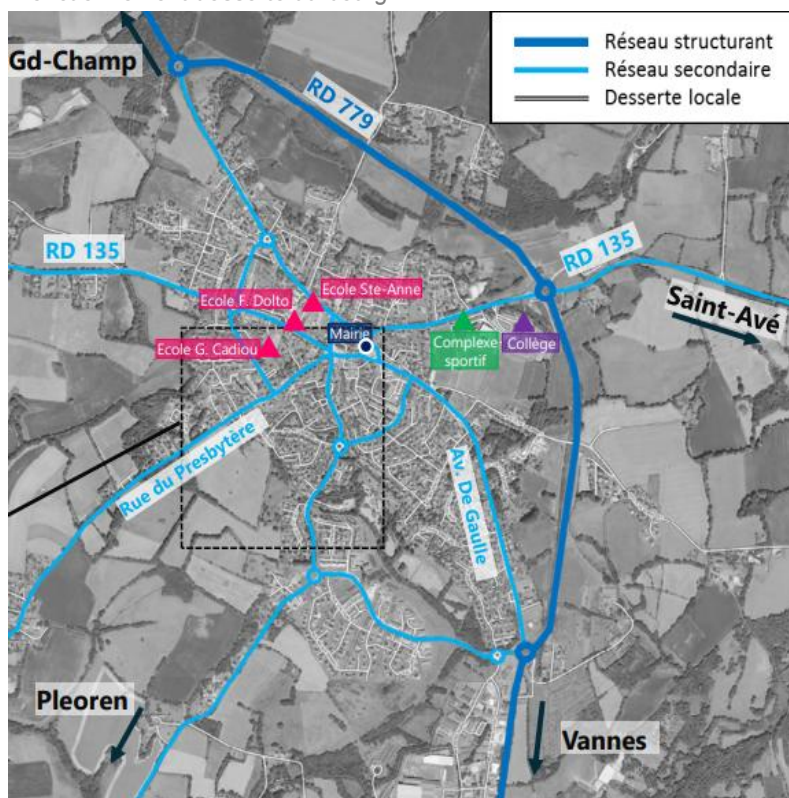 Réseau structurant
Réseau secondaire
Desserte locale
Gd-Champ
RD 779
RD 135
RD 135
Saint-Avé
Ecole Ste-Anne
Ecole F. Dolto
Mairie
Ecole G. Cadiou
Complexe sportif
Collège
Rue du Presbytère
Av. De Gaulle
Pleoren
Vannes